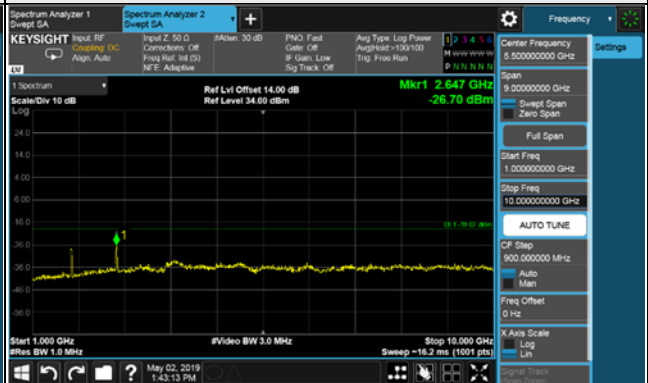 Spectrum Analyzer 1
Swept SA
Spectrum Analyzer 2
Swept SA
+
Frequency
KEYSIGHT
Input: RF
Coupling: DC
Align: Auto
Input Z: 50 Ω
Corrections: Off
Freq Ref: Int (S)
NFE: Adaptive
#Atten: 30 dB
PNO: Fast
Gate: Off
IF Gain: Low
Sig Track: Off
Avg Type: Log Power
Avg|Hold:>100/100
Trig: Free Run
1 2 3 4 5 6
M W W W W W
P N N N N N
LXI
1 Spectrum
Scale/Div 10 dB
Log
Ref Lvl Offset 14.00 dB
Ref Level 34.00 dBm
Mkr1 2.647 GHz
-26.70 dBm
24.0
14.0
4.00
-6.00
-16.0
-26.0
-36.0
-46.0
-56.0
1
Start 1.000 GHz
#Res BW 1.0 MHz
#Video BW 3.0 MHz
Stop 10.000 GHz
Sweep ~16.2 ms (1001 pts)
Center Frequency
5.500000000 GHz
Settings
Span
9.00000000 GHz
Swept Span
Zero Span
Full Span
Start Freq
1.000000000 GHz
Stop Freq
10.000000000 GHz
AUTO TUNE
CF Step
900.000000 MHz
Auto
Man
Freq Offset
0 Hz
X Axis Scale
Log
Lin
Signal Track
?
May 02, 2019
1:43:13 PM